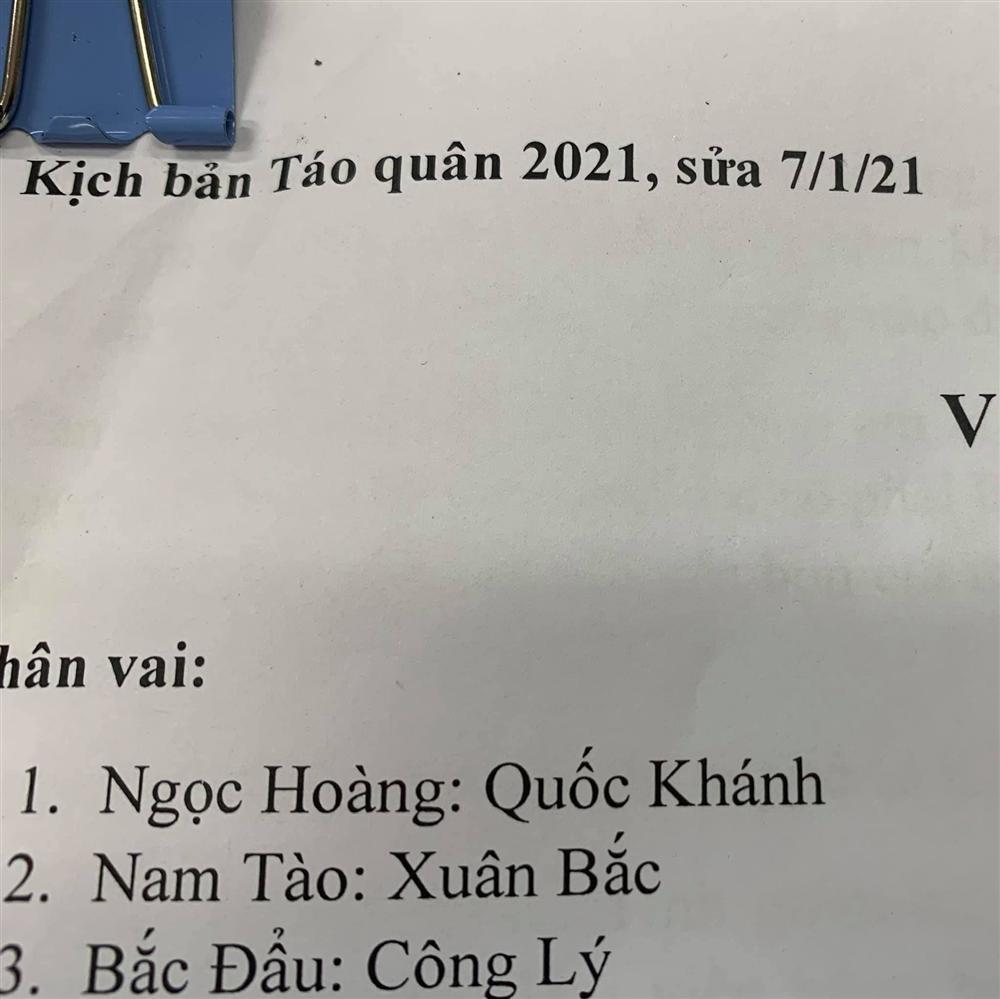 Kịch bản Táo quân 2021, sửa 7/1/21
V
hân vai:
1. Ngọc Hoàng: Quốc Khánh
2. Nam Tào: Xuân Bắc
3. Bắc Đẩu: Công Lý